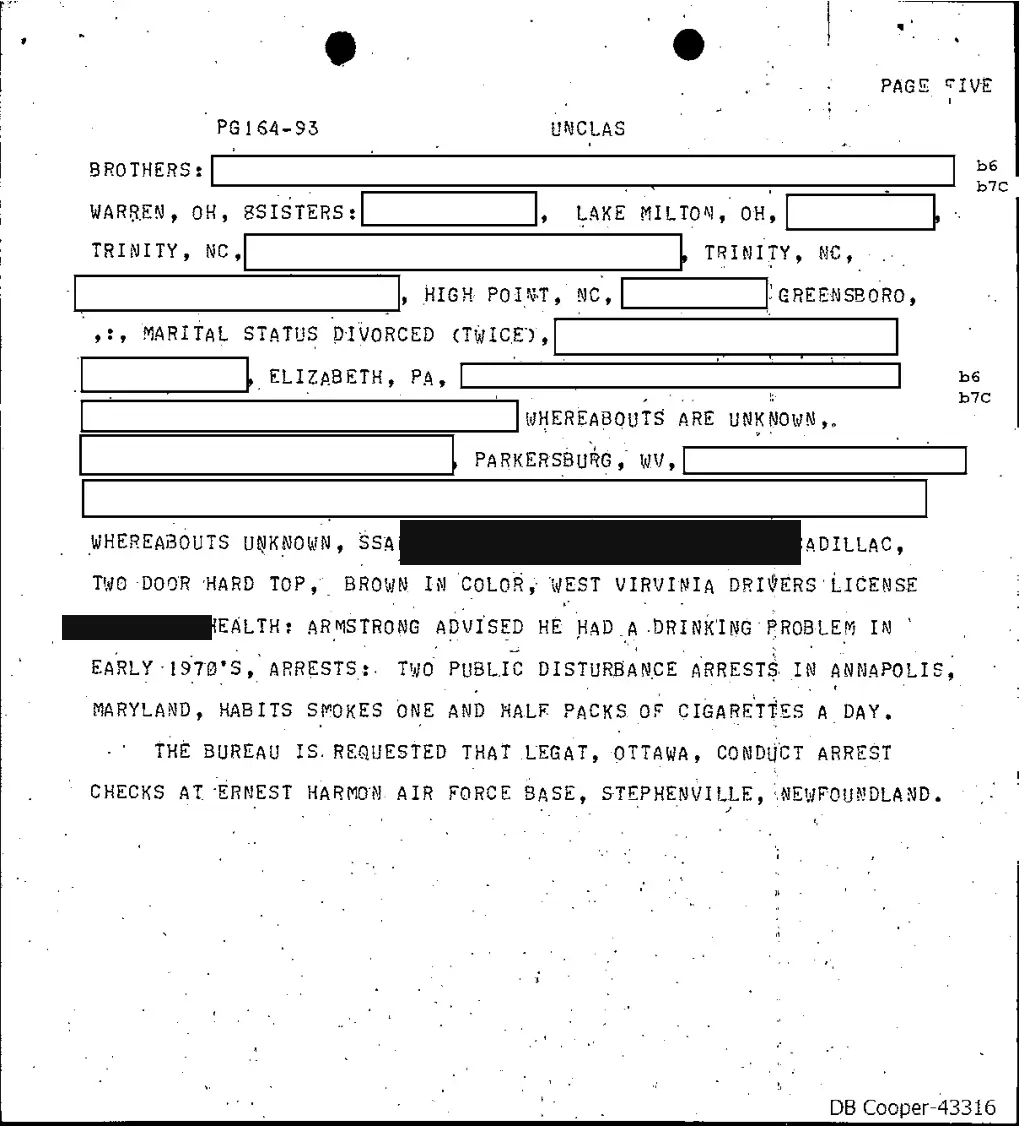 PAGE FIVE
PG164-93 UNCLAS
BROTHERS: b6
b7C
WARREN, OH, 8SISTERS: , LAKE MILTON, OH, ,
TRINITY, NC, , TRINITY, NC,
, HIGH POINT, NC, GREENSBORO,
,:, MARITAL STATUS DIVORCED (TWICE),
, ELIZABETH, PA, b6
b7C
WHEREABOUTS ARE UNKNOWN,.
, PARKERSBURG, WV,
WHEREABOUTS UNKNOWN, SSA ADILLAC,
TWO DOOR HARD TOP, BROWN IN COLOR, WEST VIRVINIA DRIVERS LICENSE
HEALTH: ARMSTRONG ADVISED HE HAD A DRINKING PROBLEM IN
EARLY 1970'S, ARRESTS: TWO PUBLIC DISTURBANCE ARRESTS IN ANNAPOLIS,
MARYLAND, HABITS SMOKES ONE AND HALF PACKS OF CIGARETTES A DAY.
THE BUREAU IS REQUESTED THAT LEGAT, OTTAWA, CONDUCT ARREST
CHECKS AT ERNEST HARMON AIR FORCE BASE, STEPHENVILLE, NEWFOUNDLAND.
DB Cooper-43316